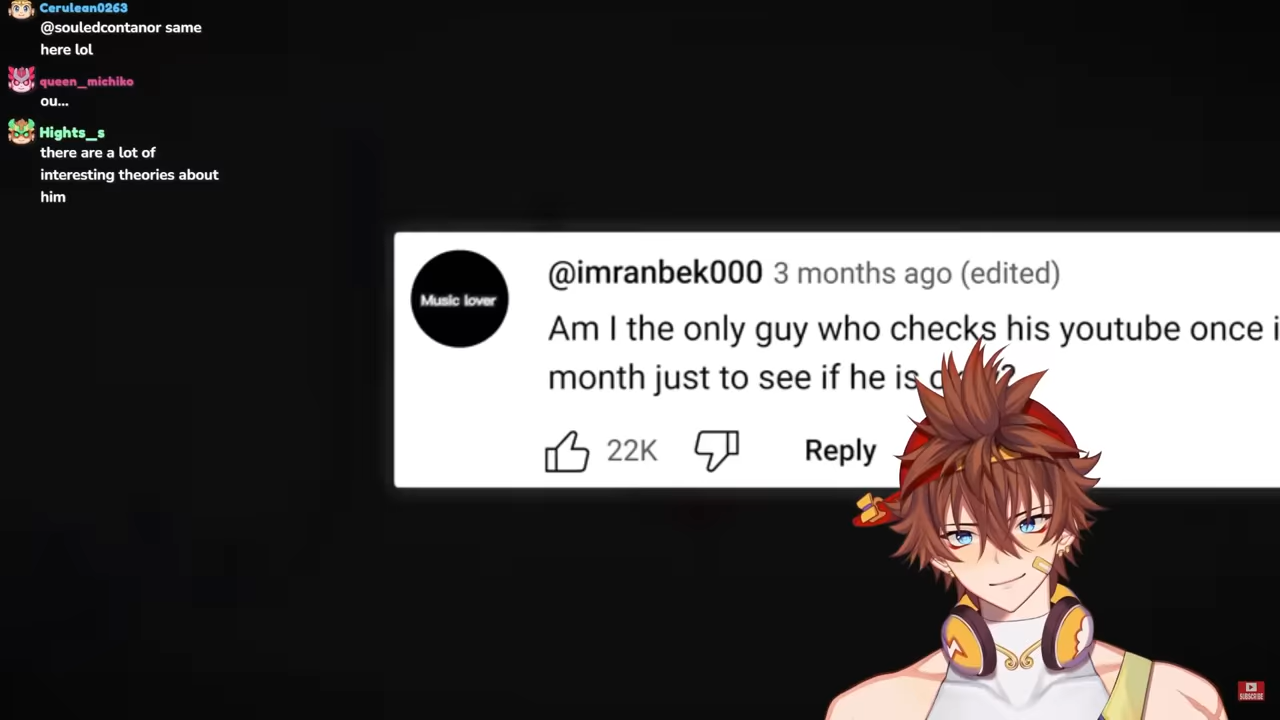 Cerulean0263
@souledcontanor same
here lol
queen_michiko
ou...
Hights_s
there are a lot of
interesting theories about
him
Music lover
@imranbek000 3 months ago (edited)
Am I the only guy who checks his youtube once i
month just to see if he is
22K
Reply
SUBSCRIBE